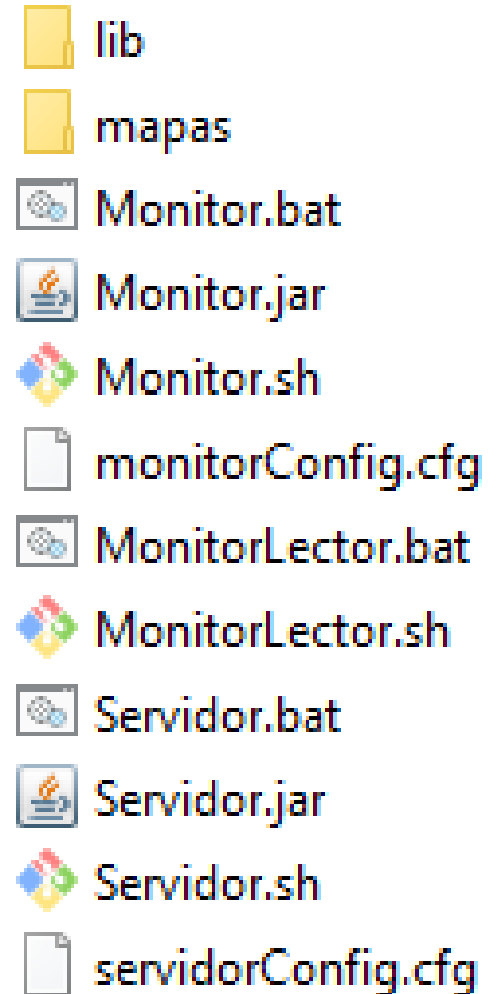 lib
mapas
Monitor.bat
Monitor.jar
Monitor.sh
monitorConfig.cfg
MonitorLector.bat
MonitorLector.sh
Servidor.bat
Servidor.jar
Servidor.sh
servidorConfig.cfg